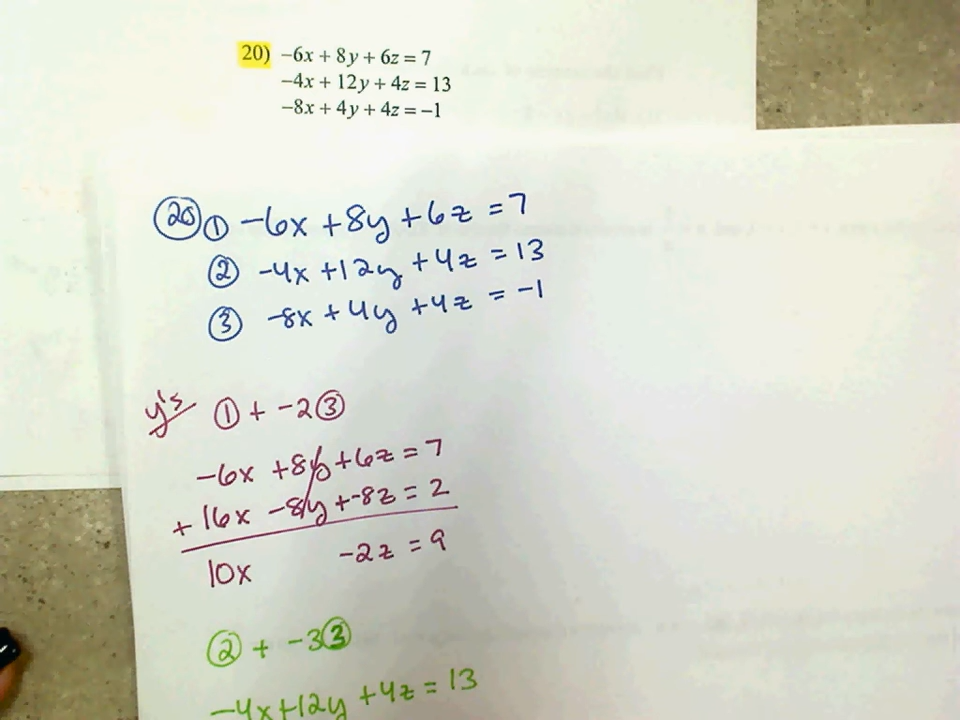 20) −6x + 8y + 6z = 7
−4x + 12y + 4z = 13
−8x + 4y + 4z = −1
⑳ ① -6x +8y +6z = 7
② -4x +12y +4z = 13
③ -8x +4y +4z = -1
y's ① + -2③
-6x +8y +6z = 7
+ 16x -8y +-8z = 2
10x -2z = 9
② + -3③
-4x+12y +4z = 13